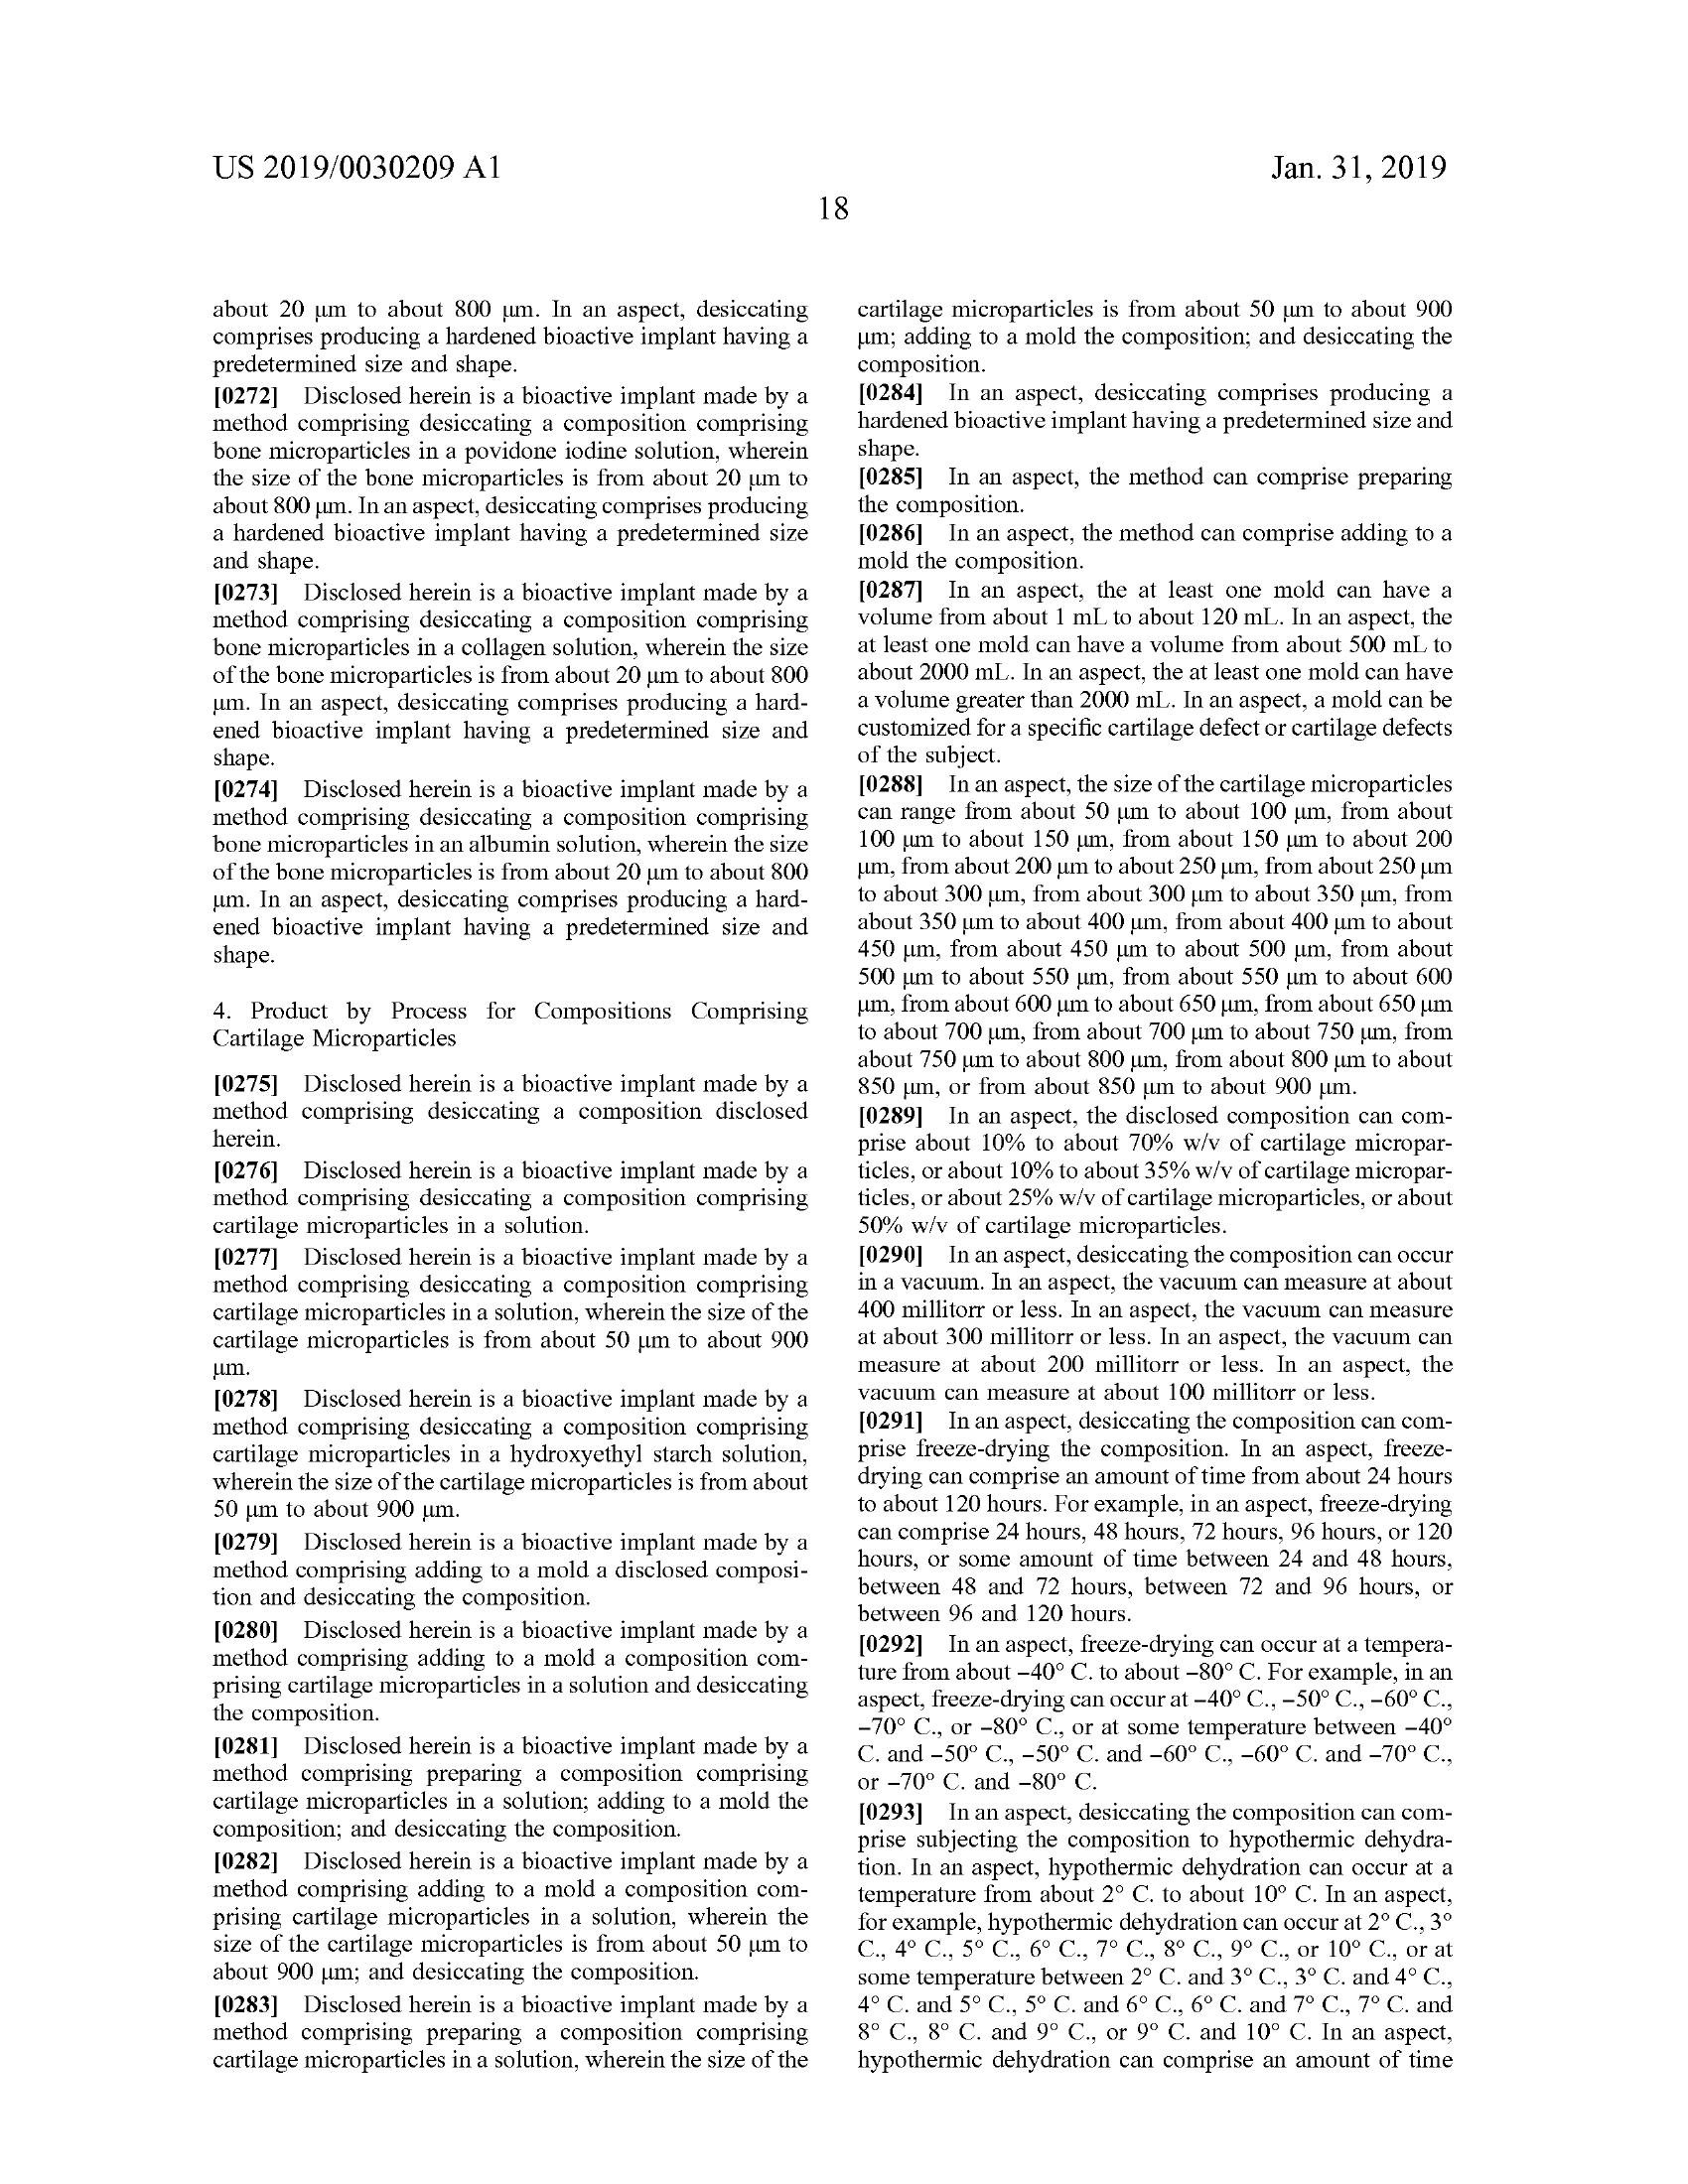 US 2019/0030209 A1
Jan. 31, 2019
18
about 20 μm to about 800 μm. In an aspect, desiccating
comprises producing a hardened bioactive implant having a
predetermined size and shape.
[0272] Disclosed herein is a bioactive implant made by a
method comprising desiccating a composition comprising
bone microparticles in a povidone iodine solution, wherein
the size of the bone microparticles is from about 20 μm to
about 800 μm. In an aspect, desiccating comprises producing
a hardened bioactive implant having a predetermined size
and shape.
[0273] Disclosed herein is a bioactive implant made by a
method comprising desiccating a composition comprising
bone microparticles in a collagen solution, wherein the size
of the bone microparticles is from about 20 μm to about 800
μm. In an aspect, desiccating comprises producing a hard-
ened bioactive implant having a predetermined size and
shape.
[0274] Disclosed herein is a bioactive implant made by a
method comprising desiccating a composition comprising
bone microparticles in an albumin solution, wherein the size
of the bone microparticles is from about 20 μm to about 800
μm. In an aspect, desiccating comprises producing a hard-
ened bioactive implant having a predetermined size and
shape.
4. Product by Process for Compositions Comprising
Cartilage Microparticles
[0275] Disclosed herein is a bioactive implant made by a
method comprising desiccating a composition disclosed
herein.
[0276] Disclosed herein is a bioactive implant made by a
method comprising desiccating a composition comprising
cartilage microparticles in a solution.
[0277] Disclosed herein is a bioactive implant made by a
method comprising desiccating a composition comprising
cartilage microparticles in a solution, wherein the size of the
cartilage microparticles is from about 50 μm to about 900
μm.
[0278] Disclosed herein is a bioactive implant made by a
method comprising desiccating a composition comprising
cartilage microparticles in a hydroxyethyl starch solution,
wherein the size of the cartilage microparticles is from about
50 μm to about 900 μm.
[0279] Disclosed herein is a bioactive implant made by a
method comprising adding to a mold a disclosed composi-
tion and desiccating the composition.
[0280] Disclosed herein is a bioactive implant made by a
method comprising adding to a mold a composition com-
prising cartilage microparticles in a solution and desiccating
the composition.
[0281] Disclosed herein is a bioactive implant made by a
method comprising preparing a composition comprising
cartilage microparticles in a solution; adding to a mold the
composition; and desiccating the composition.
[0282] Disclosed herein is a bioactive implant made by a
method comprising adding to a mold a composition com-
prising cartilage microparticles in a solution, wherein the
size of the cartilage microparticles is from about 50 μm to
about 900 μm; and desiccating the composition.
[0283] Disclosed herein is a bioactive implant made by a
method comprising preparing a composition comprising
cartilage microparticles in a solution, wherein the size of the
cartilage microparticles is from about 50 μm to about 900
μm; adding to a mold the composition; and desiccating the
composition.
[0284] In an aspect, desiccating comprises producing a
hardened bioactive implant having a predetermined size and
shape.
[0285] In an aspect, the method can comprise preparing
the composition.
[0286] In an aspect, the method can comprise adding to a
mold the composition.
[0287] In an aspect, the at least one mold can have a
volume from about 1 mL to about 120 mL. In an aspect, the
at least one mold can have a volume from about 500 mL to
about 2000 mL. In an aspect, the at least one mold can have
a volume greater than 2000 mL. In an aspect, a mold can be
customized for a specific cartilage defect or cartilage defects
of the subject.
[0288] In an aspect, the size of the cartilage microparticles
can range from about 50 μm to about 100 μm, from about
100 μm to about 150 μm, from about 150 μm to about 200
μm, from about 200 μm to about 250 μm, from about 250 μm
to about 300 μm, from about 300 μm to about 350 μm, from
about 350 μm to about 400 μm, from about 400 μm to about
450 μm, from about 450 μm to about 500 μm, from about
500 μm to about 550 μm, from about 550 μm to about 600
μm, from about 600 μm to about 650 μm, from about 650 μm
to about 700 μm, from about 700 μm to about 750 μm, from
about 750 μm to about 800 μm, from about 800 μm to about
850 μm, or from about 850 μm to about 900 μm.
[0289] In an aspect, the disclosed composition can com-
prise about 10% to about 70% w/v of cartilage micropar-
ticles, or about 10% to about 35% w/v of cartilage micropar-
ticles, or about 25% w/v of cartilage microparticles, or about
50% w/v of cartilage microparticles.
[0290] In an aspect, desiccating the composition can occur
in a vacuum. In an aspect, the vacuum can measure at about
400 millitorr or less. In an aspect, the vacuum can measure
at about 300 millitorr or less. In an aspect, the vacuum can
measure at about 200 millitorr or less. In an aspect, the
vacuum can measure at about 100 millitorr or less.
[0291] In an aspect, desiccating the composition can com-
prise freeze-drying the composition. In an aspect, freeze-
drying can comprise an amount of time from about 24 hours
to about 120 hours. For example, in an aspect, freeze-drying
can comprise 24 hours, 48 hours, 72 hours, 96 hours, or 120
hours, or some amount of time between 24 and 48 hours,
between 48 and 72 hours, between 72 and 96 hours, or
between 96 and 120 hours.
[0292] In an aspect, freeze-drying can occur at a tempera-
ture from about –40° C. to about –80° C. For example, in an
aspect, freeze-drying can occur at –40° C., –50° C., –60° C.,
–70° C., or –80° C., or at some temperature between –40°
C. and –50° C., –50° C. and –60° C., –60° C. and –70° C.,
or –70° C. and –80° C.
[0293] In an aspect, desiccating the composition can com-
prise subjecting the composition to hypothermic dehydra-
tion. In an aspect, hypothermic dehydration can occur at a
temperature from about 2° C. to about 10° C. In an aspect,
for example, hypothermic dehydration can occur at 2° C., 3°
C., 4° C., 5° C., 6° C., 7° C., 8° C., 9° C., or 10° C., or at
some temperature between 2° C. and 3° C., 3° C. and 4° C.,
4° C. and 5° C., 5° C. and 6° C., 6° C. and 7° C., 7° C. and
8° C., 8° C. and 9° C., or 9° C. and 10° C. In an aspect,
hypothermic dehydration can comprise an amount of time